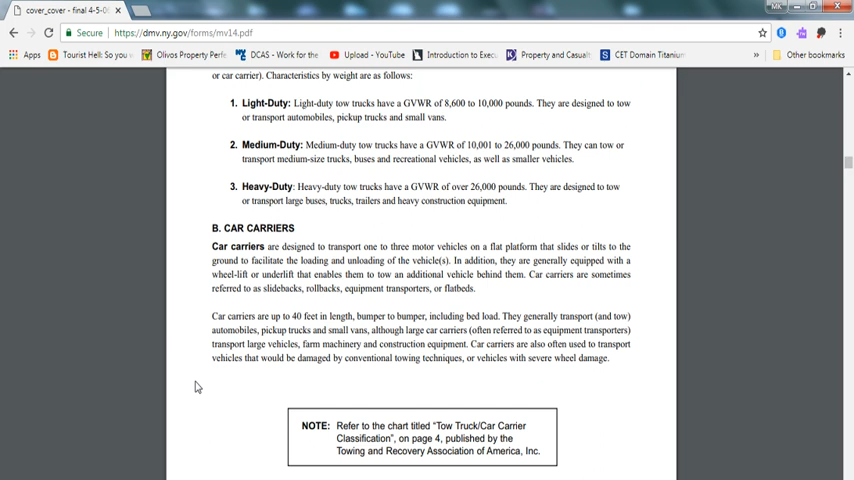 cover_cover - final 4-5-0
MK
Secure
https://dmv.ny.gov/forms/mv14.pdf
Apps
Tourist Hell: So you w
Olivos Property Perf
DCAS - Work for the
Upload - YouTube
Introduction to Exec
Property and Casualt
CET Domain Titanium
»
Other bookmarks
or car carrier). Characteristics by weight are as follows:
1. Light-Duty: Light-duty tow trucks have a GVWR of 8,600 to 10,000 pounds. They are designed to tow
or transport automobiles, pickup trucks and small vans.
2. Medium-Duty: Medium-duty tow trucks have a GVWR of 10,001 to 26,000 pounds. They can tow or
transport medium-size trucks, buses and recreational vehicles, as well as smaller vehicles.
3. Heavy-Duty: Heavy-duty tow trucks have a GVWR of over 26,000 pounds. They are designed to tow
or transport large buses, trucks, trailers and heavy construction equipment.
B. CAR CARRIERS
Car carriers are designed to transport one to three motor vehicles on a flat platform that slides or tilts to the
ground to facilitate the loading and unloading of the vehicle(s). In addition, they are generally equipped with a
wheel-lift or underlift that enables them to tow an additional vehicle behind them. Car carriers are sometimes
referred to as slidebacks, rollbacks, equipment transporters, or flatbeds.
Car carriers are up to 40 feet in length, bumper to bumper, including bed load. They generally transport (and tow)
automobiles, pickup trucks and small vans, although large car carriers (often referred to as equipment transporters)
transport large vehicles, farm machinery and construction equipment. Car carriers are also often used to transport
vehicles that would be damaged by conventional towing techniques, or vehicles with severe wheel damage.
NOTE: Refer to the chart titled “Tow Truck/Car Carrier
Classification”, on page 4, published by the
Towing and Recovery Association of America, Inc.